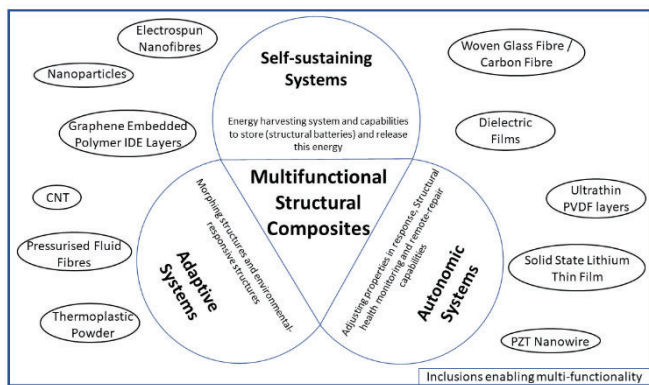 Electrospun
Nanofibres
Nanoparticles
Graphene Embedded
Polymer IDE Layers
CNT
Pressurised Fluid
Fibres
Thermoplastic
Powder
Self-sustaining
Systems
Energy harvesting system and capabilities
to store (structural batteries) and release
this energy
Multifunctional
Structural
Composites
Morphing structures and environmental-
responsive structures
Adaptive
Systems
Adjusting properties in response, Structural
health monitoring and remote-repair
capabilities
Autonomic
Systems
Woven Glass Fibre /
Carbon Fibre
Dielectric
Films
Ultrathin
PVDF layers
Solid State Lithium
Thin Film
PZT Nanowire
Inclusions enabling multi-functionality